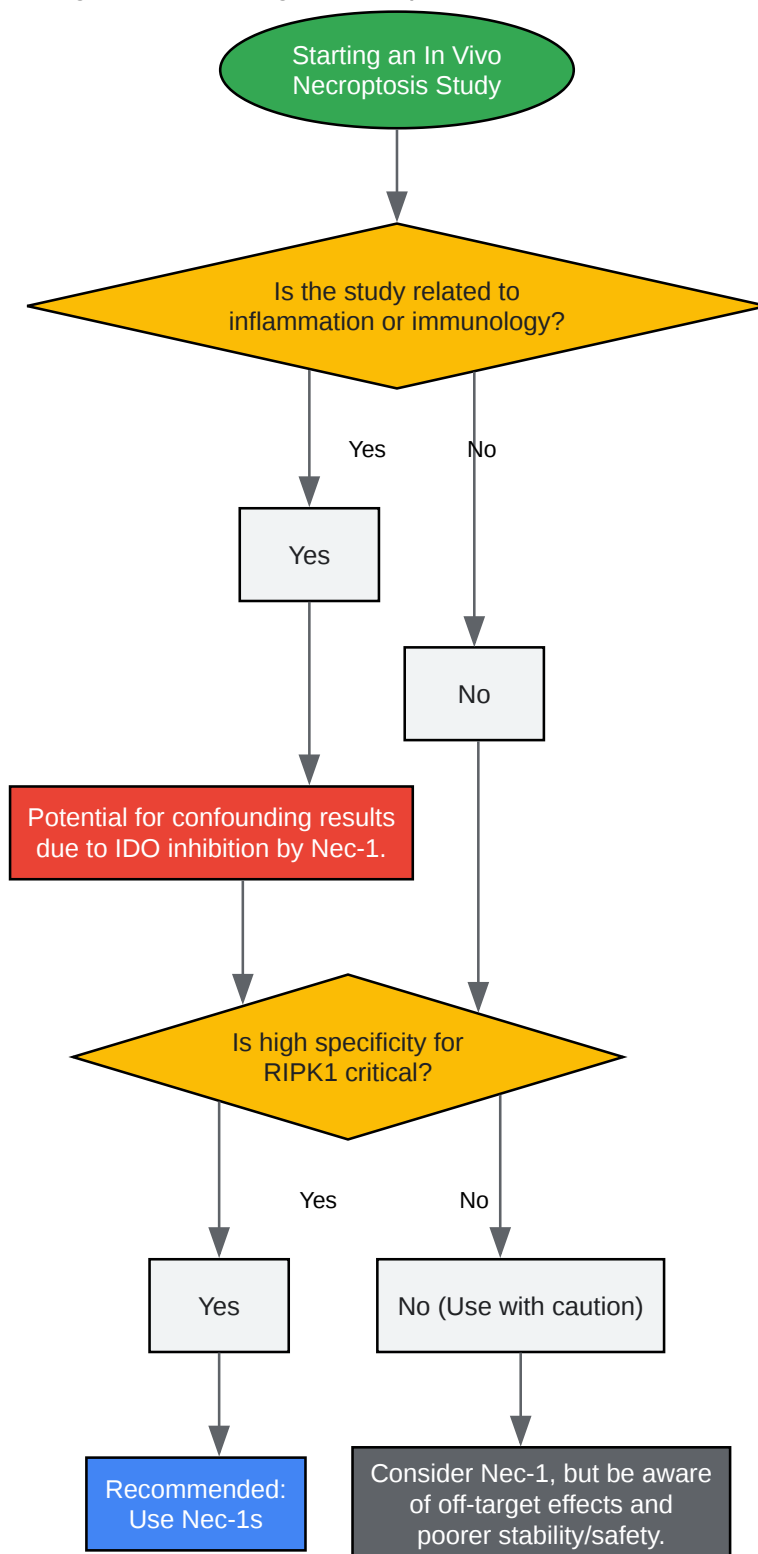 Starting an In Vivo
Necroptosis Study
Is the study related to
inflammation or immunology?
Yes
No
Yes
No
Potential for confounding results
due to IDO inhibition by Nec-1.
Is high specificity for
RIPK1 critical?
Yes
No
Yes
No (Use with caution)
Recommended:
Use Nec-1s
Consider Nec-1, but be aware
of off-target effects and
poorer stability/safety.